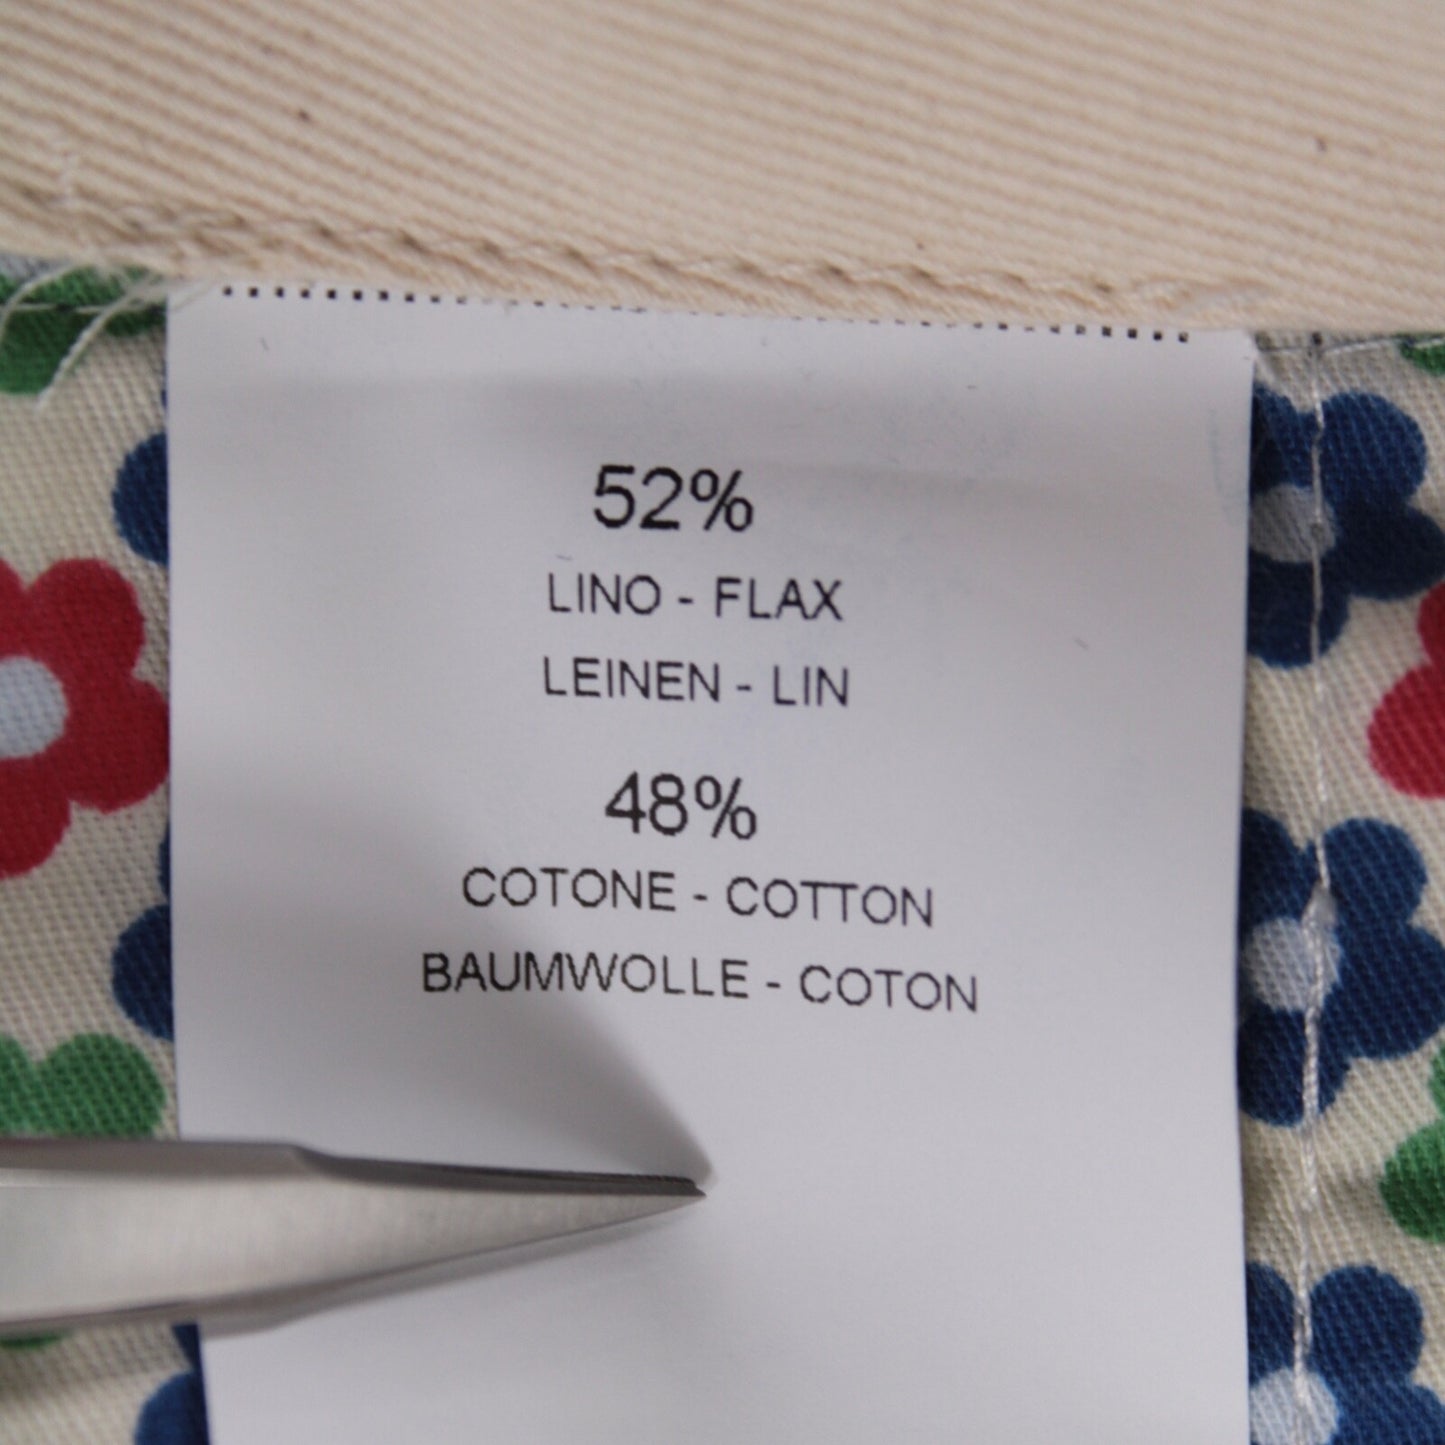 52%
LINO - FLAX
LEINEN - LIN
48%
COTONE - COTTON
BAUMWOLLE - COTON